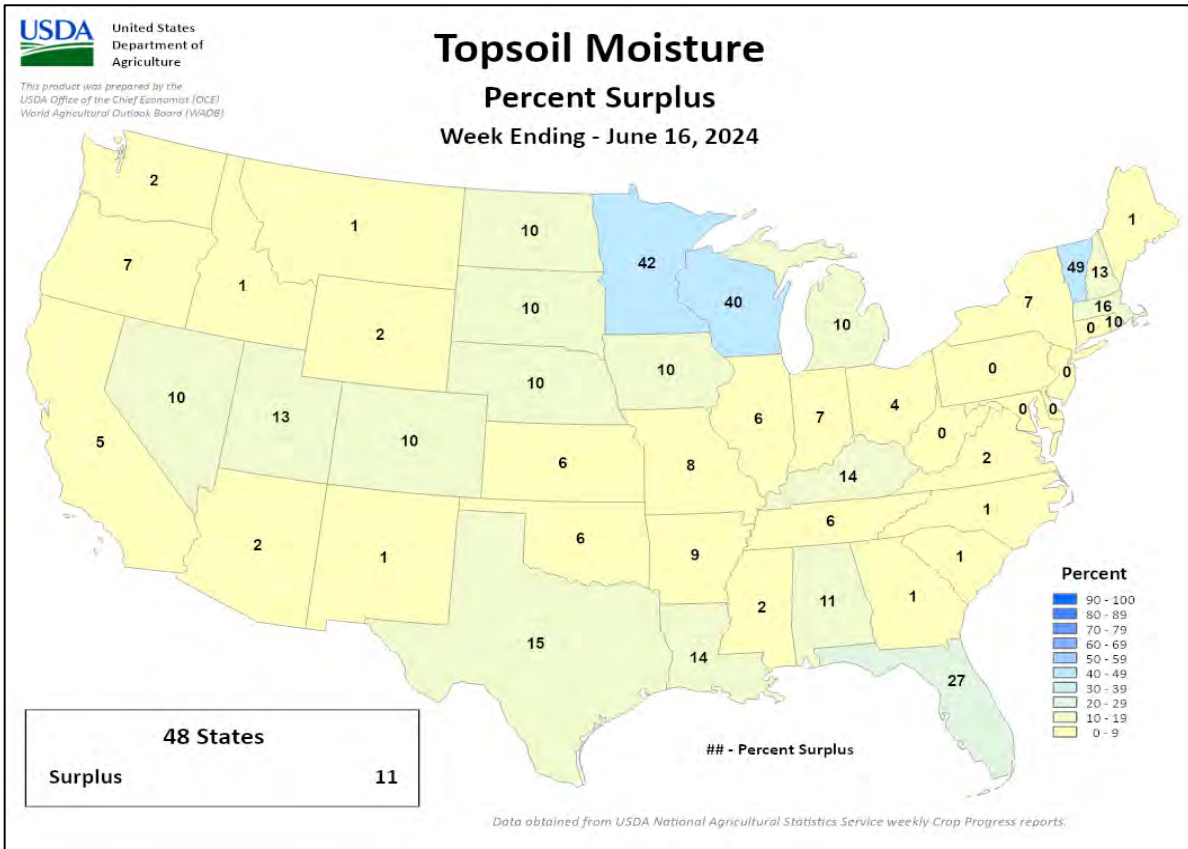 USDA
United States
Department of
Agriculture
This product was prepared by the
USDA Office of the Chief Economist (OCE)
World Agricultural Outlook Board (WAOB)
Topsoil Moisture
Percent Surplus
Week Ending - June 16, 2024
2
1
10
42
1
7
1
10
40
49
13
7
16
2
10
0
10
10
10
0
0
10
13
10
6
7
4
0
0
0
5
6
8
14
2
2
1
6
9
6
1
1
2
11
1
15
14
27
Percent
90 - 100
80 - 89
70 - 79
60 - 69
50 - 59
40 - 49
30 - 39
20 - 29
10 - 19
0 - 9
48 States
Surplus 11
## - Percent Surplus
Data obtained from USDA National Agricultural Statistics Service weekly Crop Progress reports.